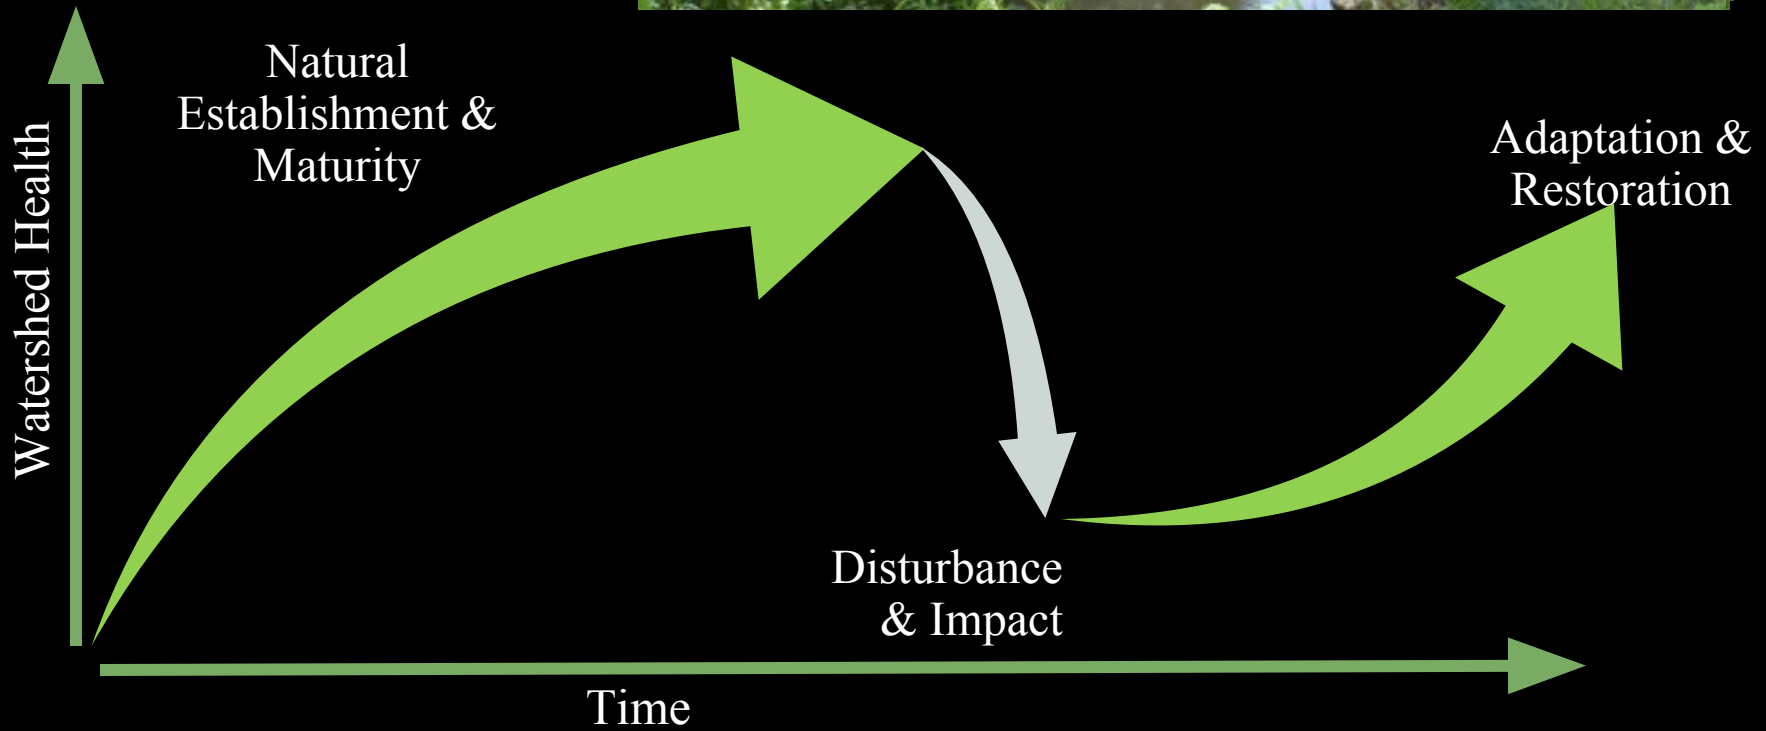 Natural
Establishment &
Maturity
Adaptation &
Restoration
Watershed Health
Disturbance
& Impact
Time